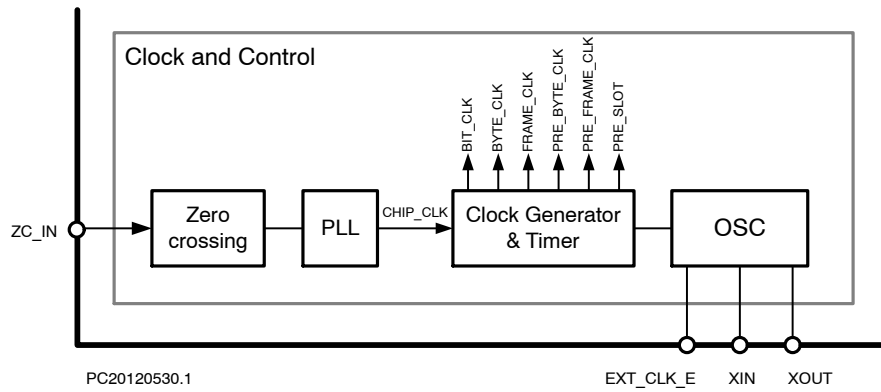 Clock and Control
BIT_CLK
BYTE_CLK
FRAME_CLK
PRE_BYTE_CLK
PRE_FRAME_CLK
PRE_SLOT
ZC_IN
Zero
crossing
PLL
CHIP_CLK
Clock Generator
& Timer
OSC
PC20120530.1
EXT_CLK_E
XIN
XOUT